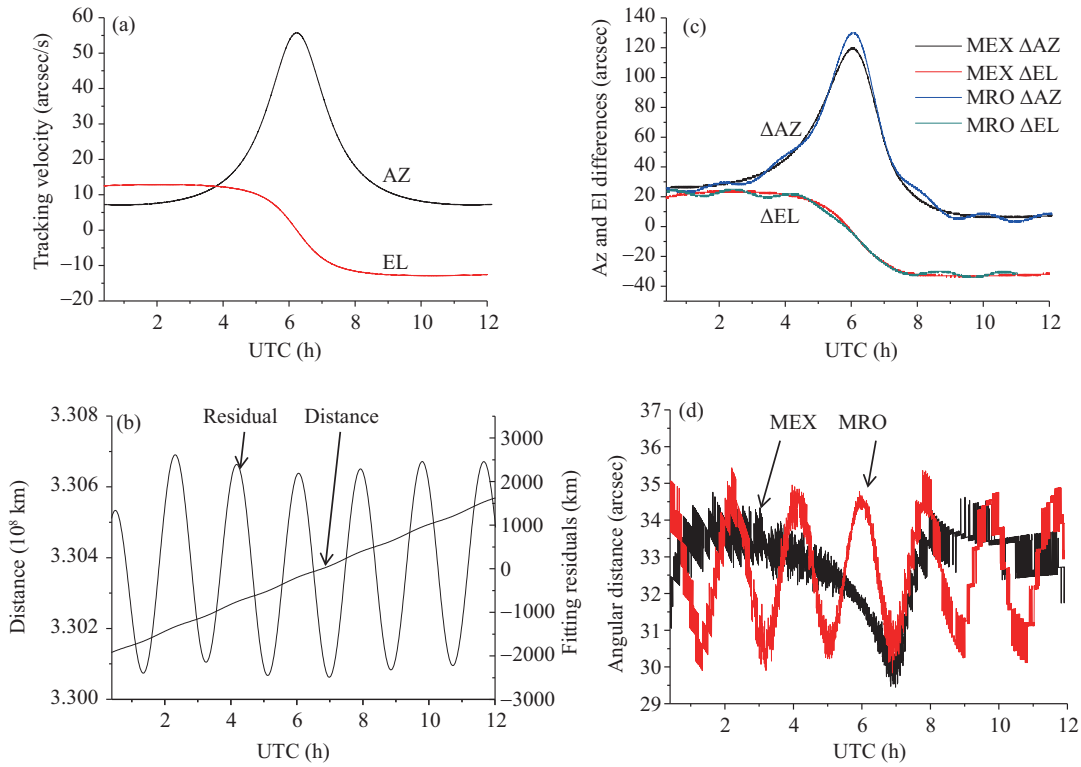 (a)
Tracking velocity (arcsec/s)
60
50
40
30
20
10
0
−10
−20
AZ
EL
2
4
6
8
10
12
UTC (h)
(c)
Az and El differences (arcsec)
140
120
100
80
60
40
20
0
−20
−40
MEX ΔAZ
MEX ΔEL
MRO ΔAZ
MRO ΔEL
ΔAZ
ΔEL
2
4
6
8
10
12
UTC (h)
(b)
Distance (10⁸ km)
3.308
3.306
3.304
3.302
3.300
Residual
Distance
3000
2000
1000
0
−1000
−2000
−3000
Fitting residuals (km)
2
4
6
8
10
12
UTC (h)
(d)
Angular distance (arcsec)
37
36
35
34
33
32
31
30
29
MEX
MRO
2
4
6
8
10
12
UTC (h)